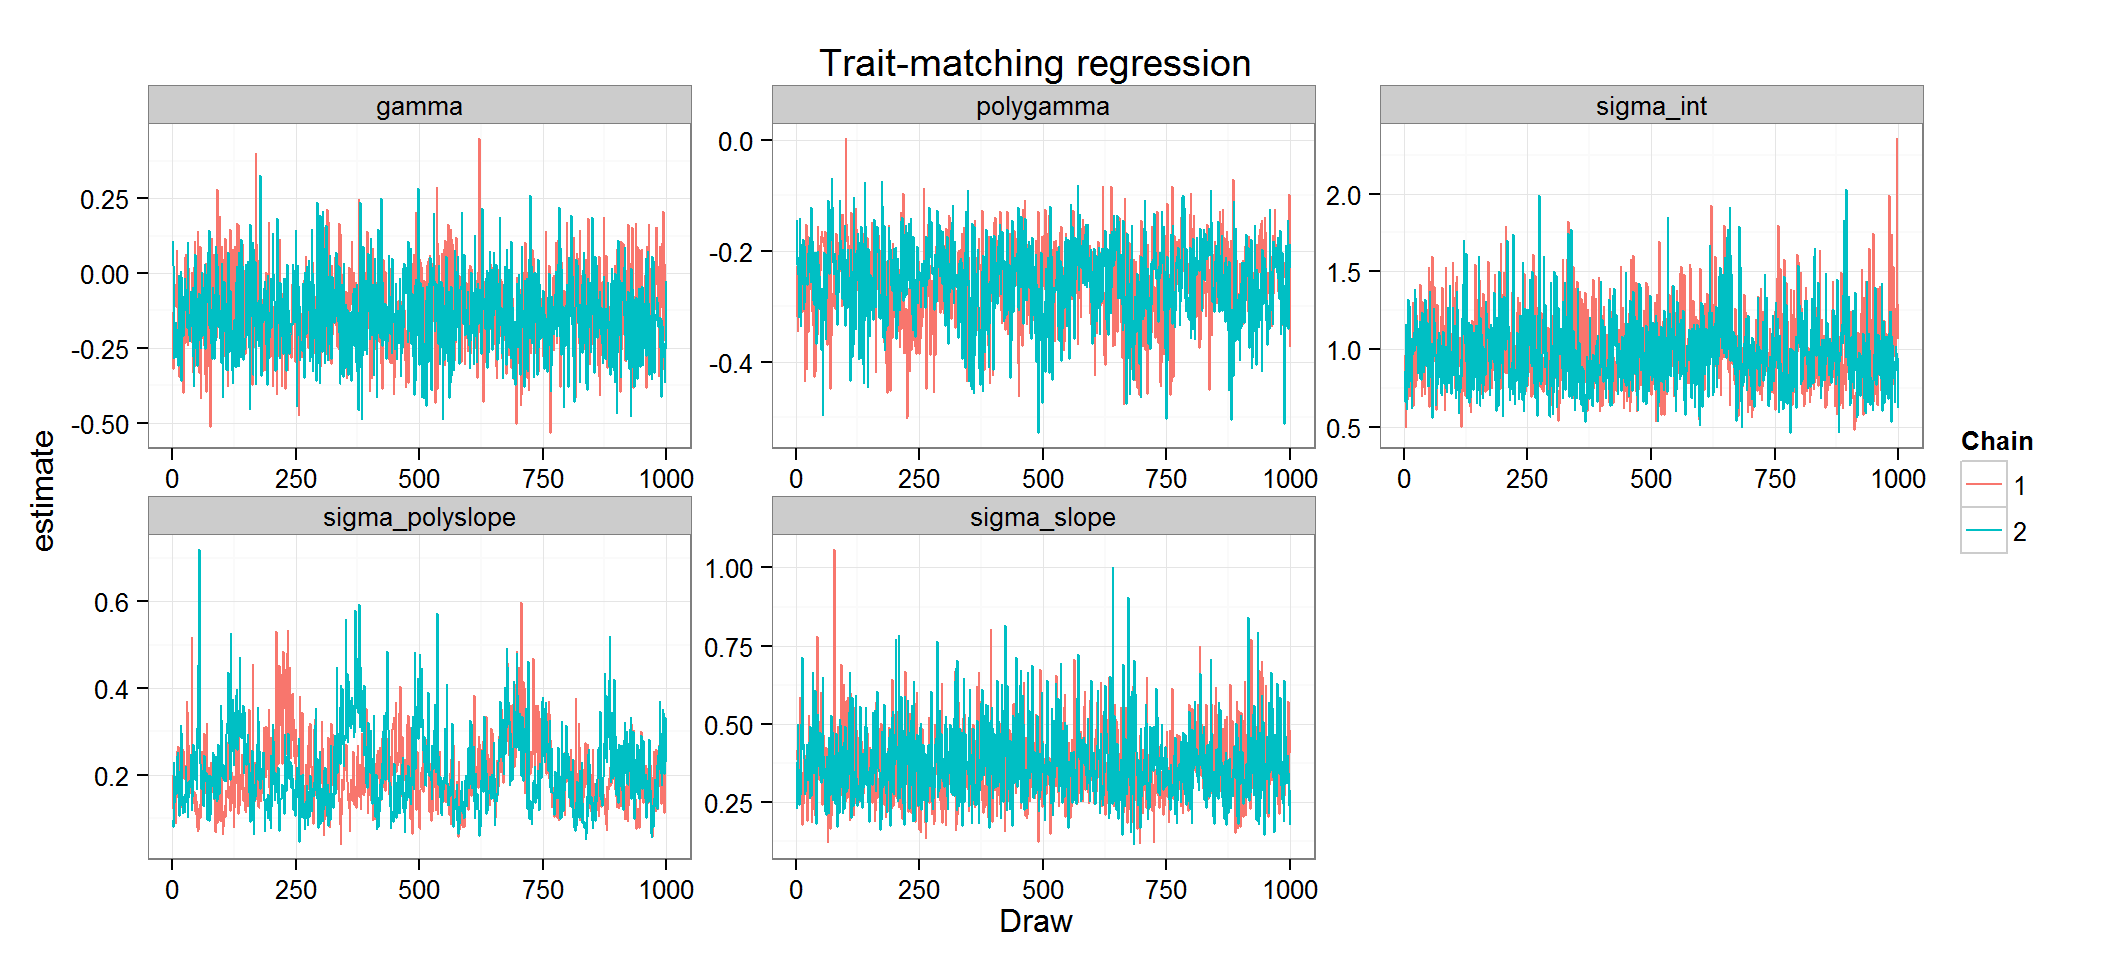 Trait-matching regression
gamma
polygamma
sigma_int
0.25
0.00
-0.25
-0.50
0.0
-0.2
-0.4
2.0
1.5
1.0
0.5
0 250 500 750 1000
0 250 500 750 1000
0 250 500 750 1000
sigma_polyslope
sigma_slope
0.6
0.4
0.2
1.00
0.75
0.50
0.25
0 250 500 750 1000
0 250 500 750 1000
estimate
Draw
Chain
1
2